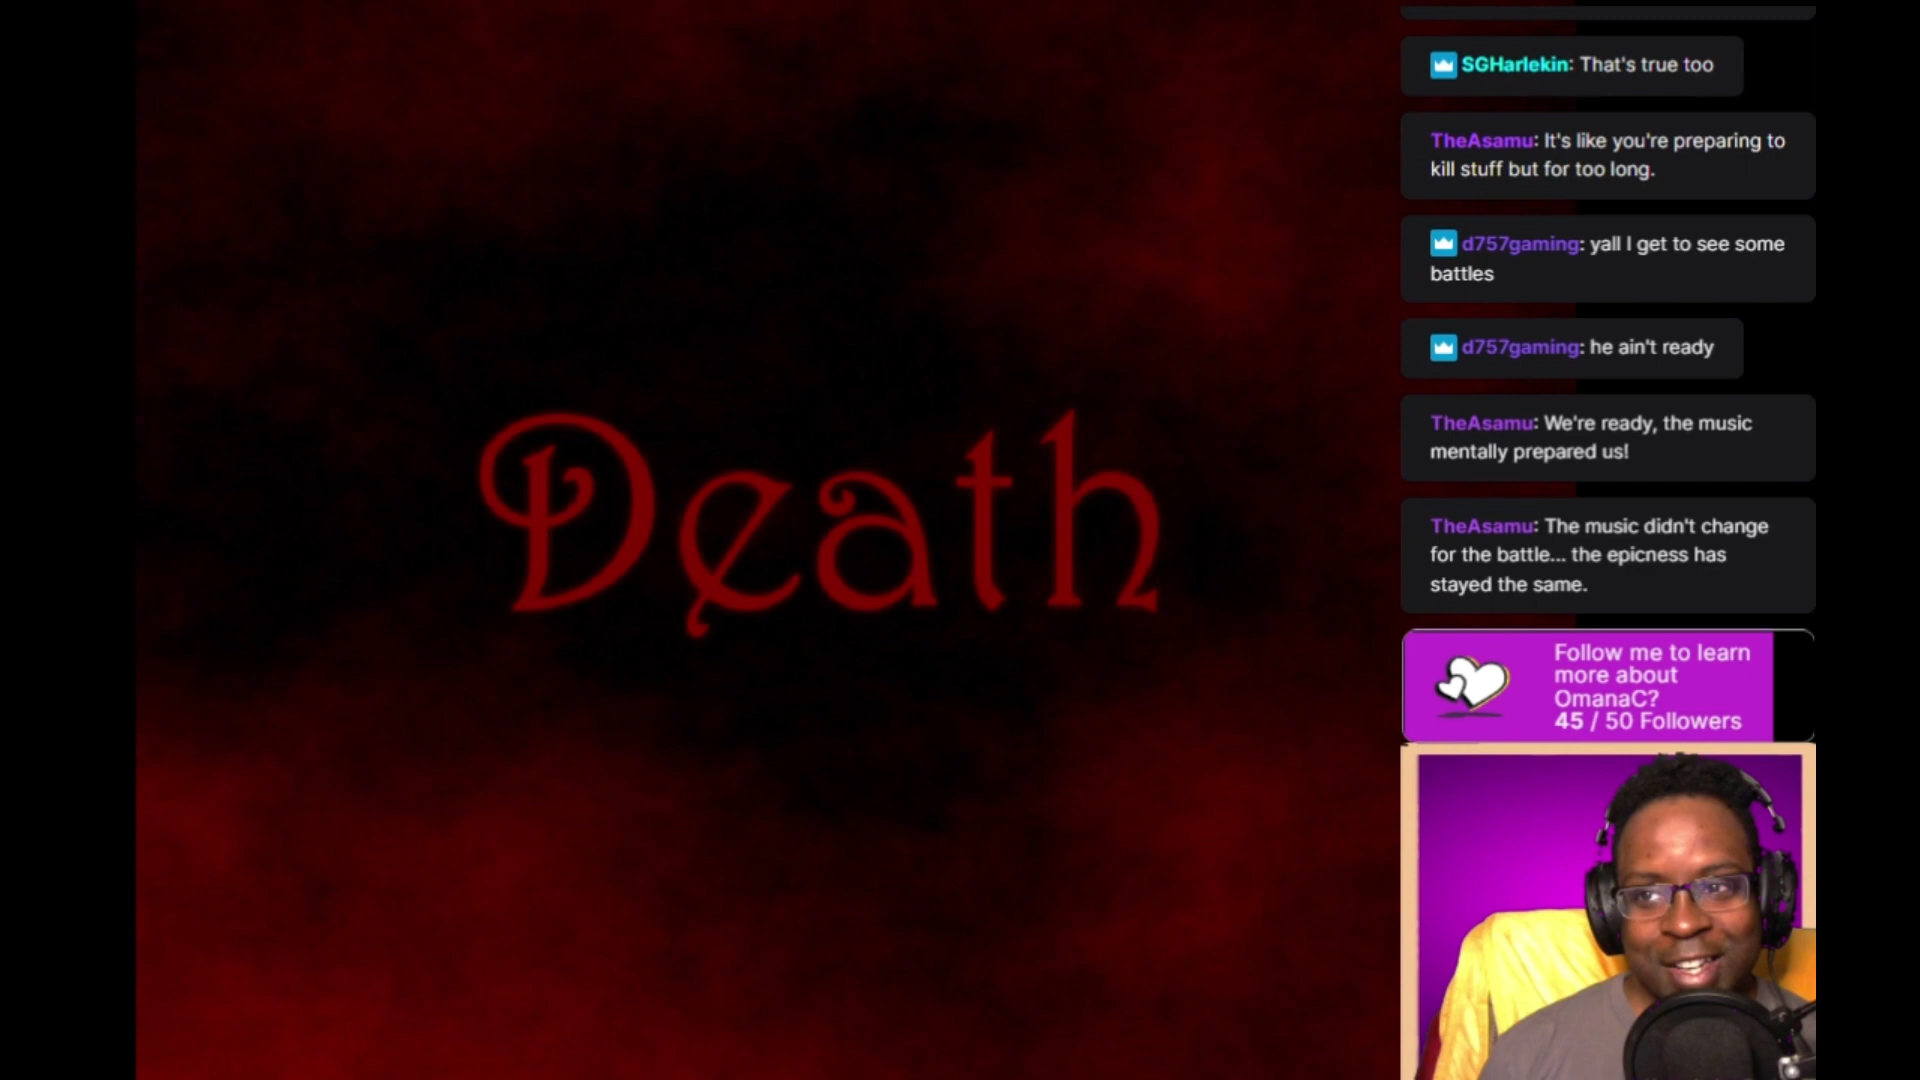 Death
SGHarlekin: That's true too
TheAsamu: It's like you're preparing to
kill stuff but for too long.
d757gaming: yall I get to see some
battles
d757gaming: he ain't ready
TheAsamu: We're ready, the music
mentally prepared us!
TheAsamu: The music didn't change
for the battle... the epicness has
stayed the same.
Follow me to learn
more about
OmanaC?
45 / 50 Followers